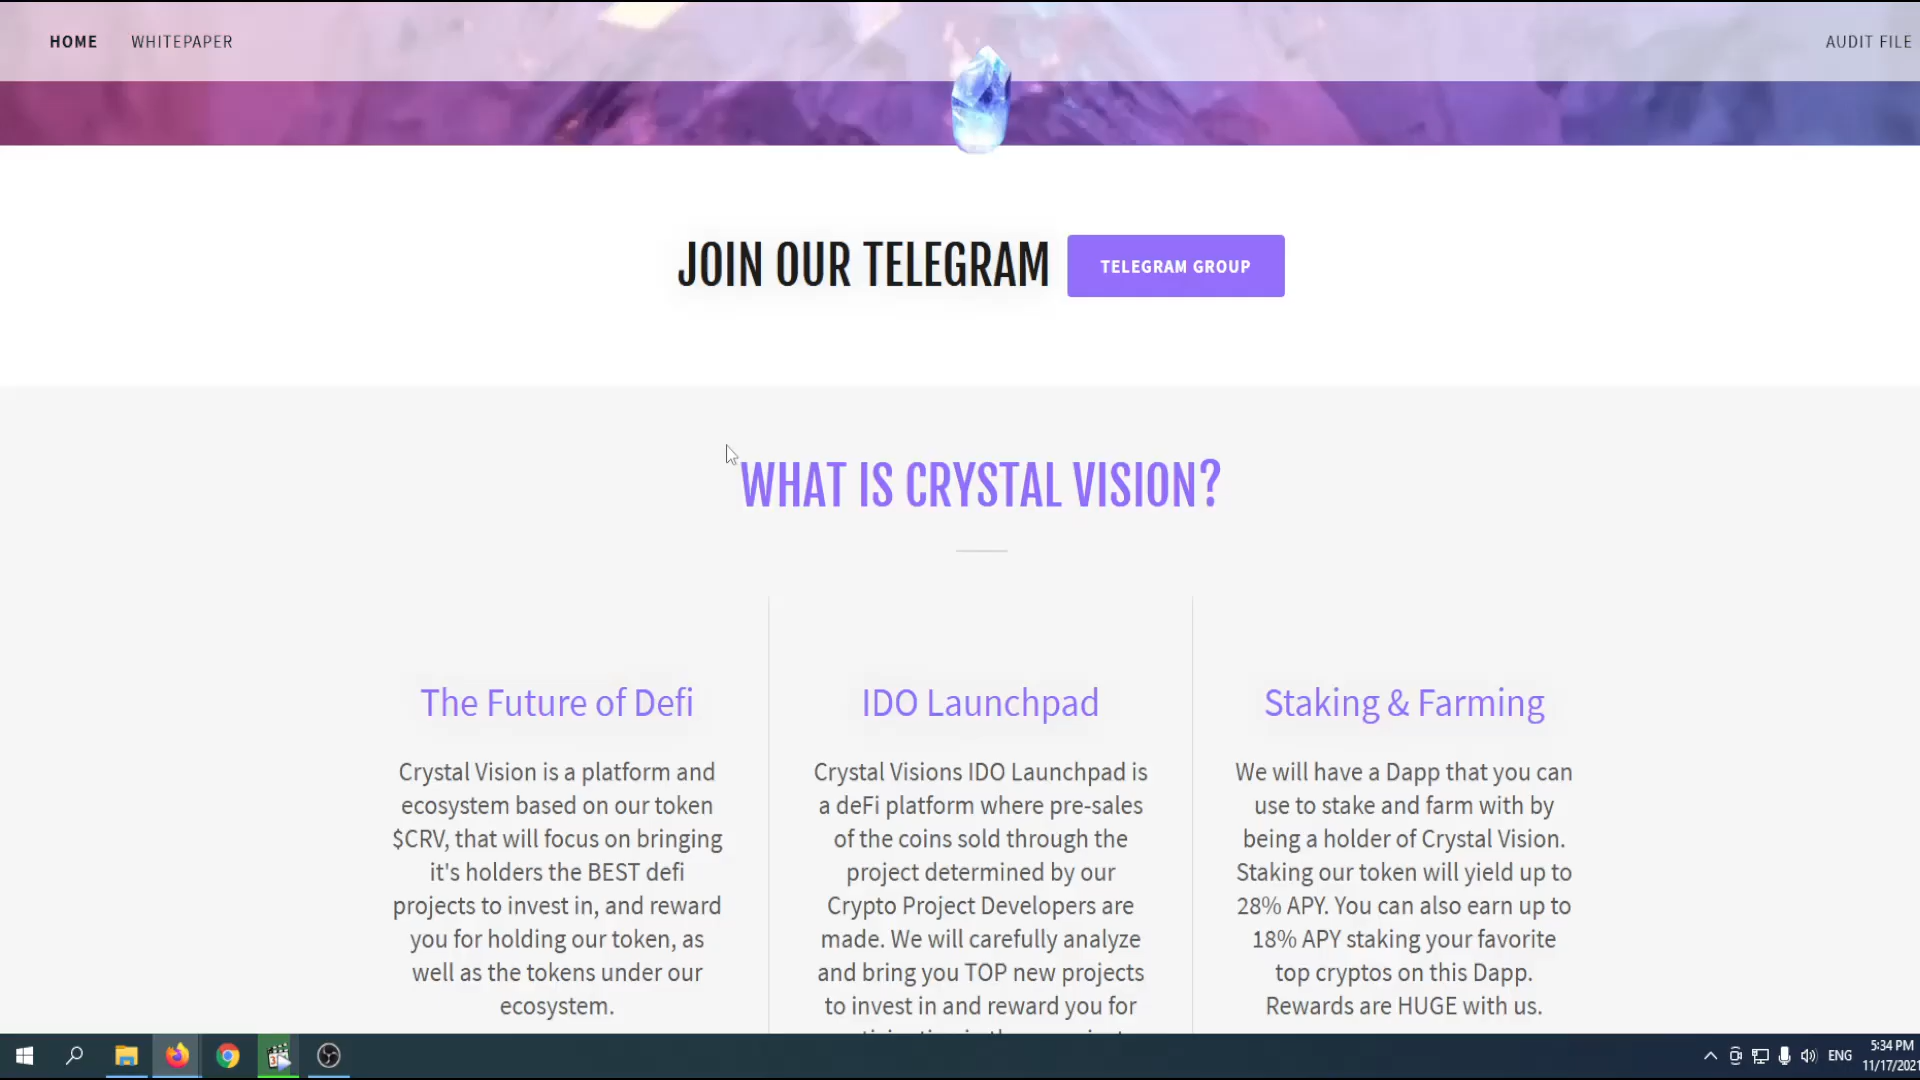 HOME WHITEPAPER AUDIT FILE
JOIN OUR TELEGRAM TELEGRAM GROUP
WHAT IS CRYSTAL VISION?
The Future of Defi
Crystal Vision is a platform and
ecosystem based on our token
$CRV, that will focus on bringing
it's holders the BEST defi
projects to invest in, and reward
you for holding our token, as
well as the tokens under our
ecosystem.
IDO Launchpad
Crystal Visions IDO Launchpad is
a deFi platform where pre-sales
of the coins sold through the
project determined by our
Crypto Project Developers are
made. We will carefully analyze
and bring you TOP new projects
to invest in and reward you for
Staking & Farming
We will have a Dapp that you can
use to stake and farm with by
being a holder of Crystal Vision.
Staking our token will yield up to
28% APY. You can also earn up to
18% APY staking your favorite
top cryptos on this Dapp.
Rewards are HUGE with us.
ENG
5:34 PM
11/17/2021